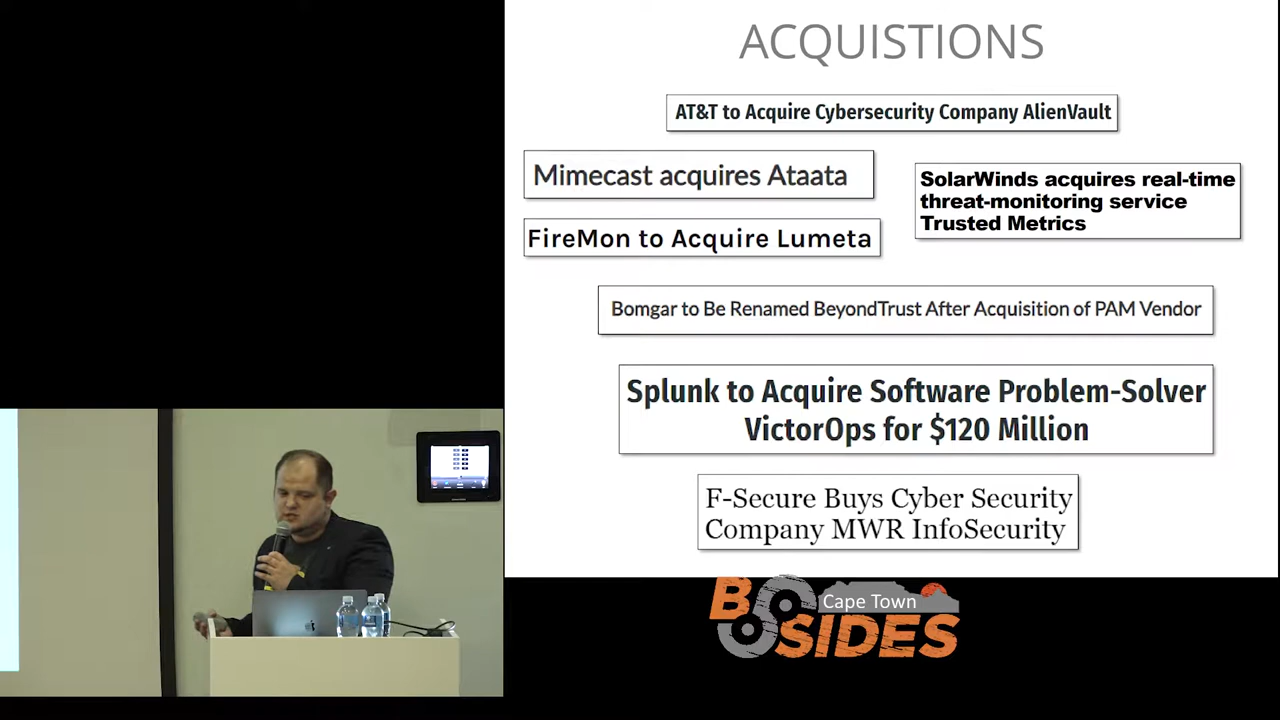 ACQUISTIONS
AT&T to Acquire Cybersecurity Company AlienVault
Mimecast acquires Ataata
SolarWinds acquires real-time
threat-monitoring service
Trusted Metrics
FireMon to Acquire Lumeta
Bomgar to Be Renamed BeyondTrust After Acquisition of PAM Vendor
Splunk to Acquire Software Problem-Solver
VictorOps for $120 Million
F-Secure Buys Cyber Security
Company MWR InfoSecurity
BSIDES
Cape Town